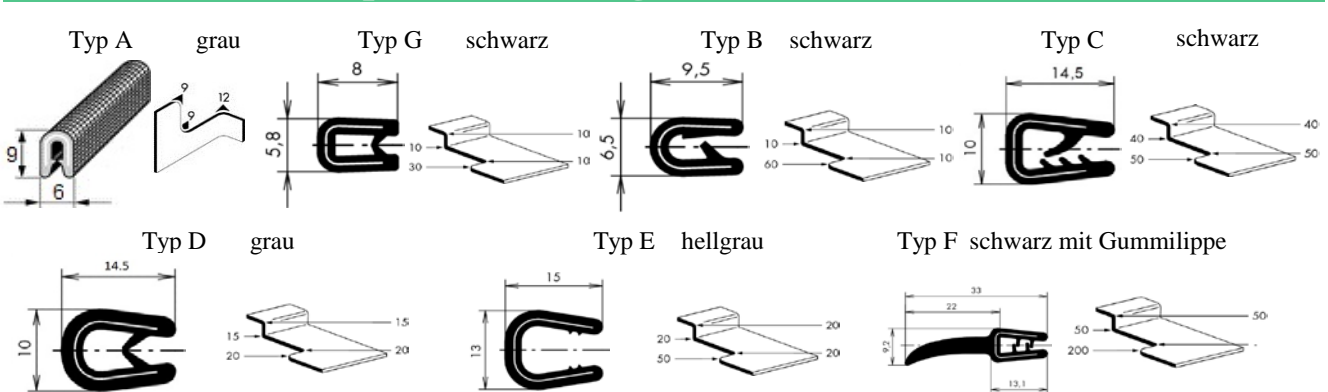 Typ A grau Typ G schwarz Typ B schwarz Typ C schwarz
9 9 12 9 6
8 5,8 10 10 30 10
9,5 6,5 10 10 60 10
14,5 10 40 40 50 50
Typ D grau Typ E hellgrau Typ F schwarz mit Gummilippe
14.5 10 15 15 20 20
15 13 20 20 50 20
33 22 9,2 13,1 50 50 200